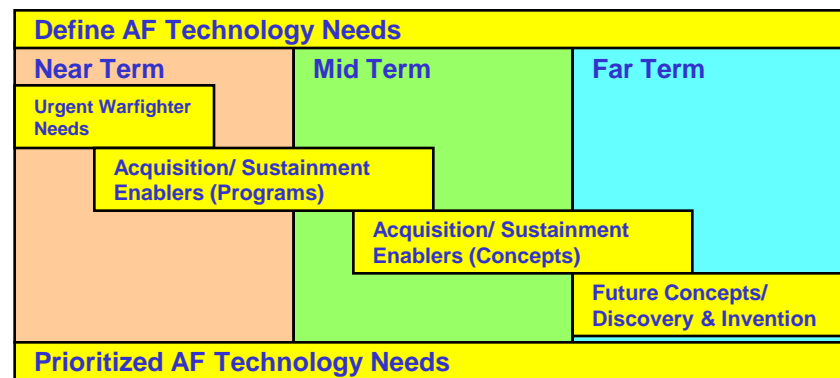 Define AF Technology Needs
Near Term
Mid Term
Far Term
Urgent Warfighter
Needs
Acquisition/ Sustainment
Enablers (Programs)
Acquisition/ Sustainment
Enablers (Concepts)
Future Concepts/
Discovery & Invention
Prioritized AF Technology Needs